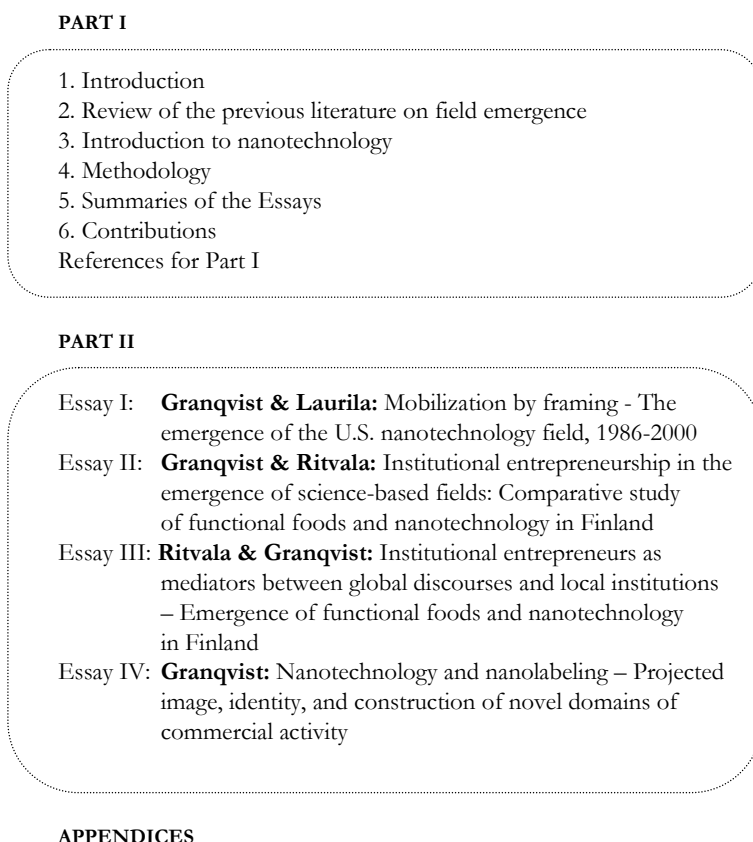 PART I
1. Introduction
2. Review of the previous literature on field emergence
3. Introduction to nanotechnology
4. Methodology
5. Summaries of the Essays
6. Contributions
References for Part I
PART II
Essay I: Granqvist & Laurila: Mobilization by framing - The
emergence of the U.S. nanotechnology field, 1986-2000
Essay II: Granqvist & Ritvala: Institutional entrepreneurship in the
emergence of science-based fields: Comparative study
of functional foods and nanotechnology in Finland
Essay III: Ritvala & Granqvist: Institutional entrepreneurs as
mediators between global discourses and local institutions
– Emergence of functional foods and nanotechnology
in Finland
Essay IV: Granqvist: Nanotechnology and nanolabeling – Projected
image, identity, and construction of novel domains of
commercial activity
APPENDICES